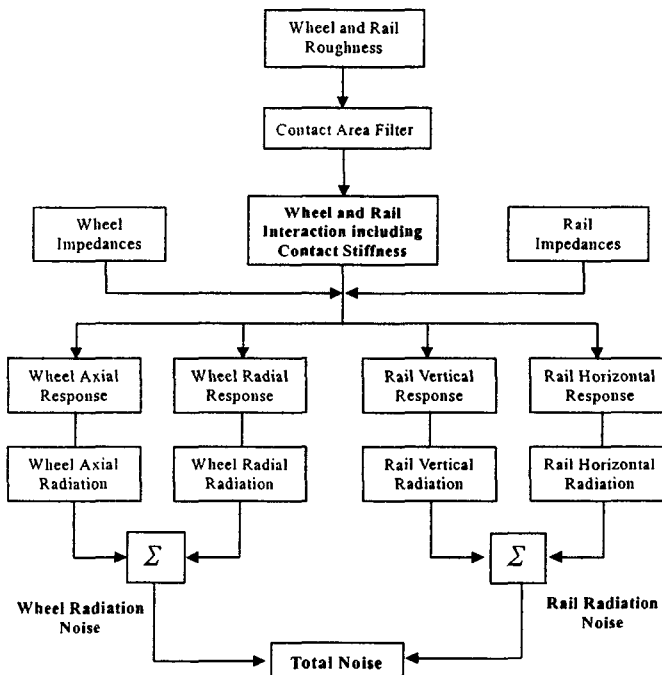 Wheel and Rail
Roughness
Contact Area Filter
Wheel and Rail
Interaction including
Contact Stiffness
Wheel
Impedances
Rail
Impedances
Wheel Axial
Response
Wheel Radial
Response
Rail Vertical
Response
Rail Horizontal
Response
Wheel Axial
Radiation
Wheel Radial
Radiation
Rail Vertical
Radiation
Rail Horizontal
Radiation
Σ
Σ
Wheel Radiation
Noise
Rail Radiation
Noise
Total Noise